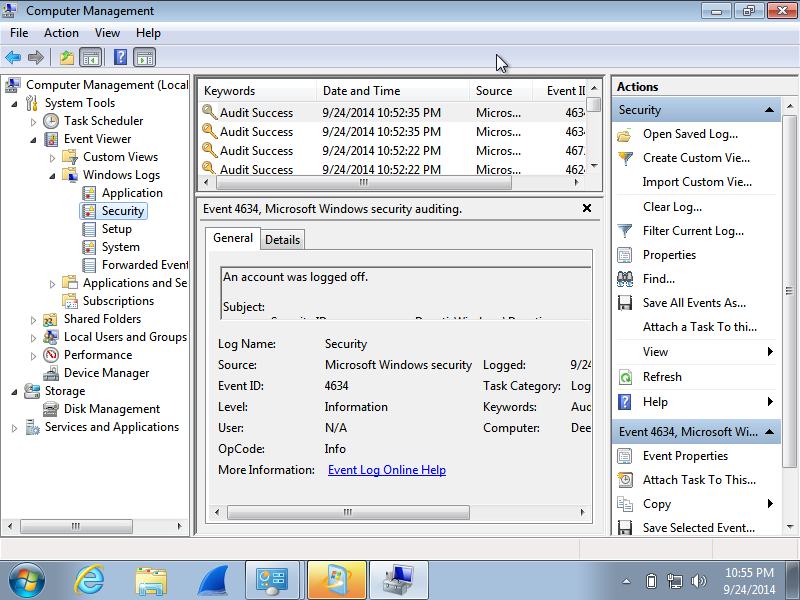 Computer Management
File Action View Help
Computer Management (Local
System Tools
Task Scheduler
Event Viewer
Custom Views
Windows Logs
Application
Security
Setup
System
Forwarded Event
Applications and Se
Subscriptions
Shared Folders
Local Users and Groups
Performance
Device Manager
Storage
Disk Management
Services and Applications
Keywords Date and Time Source Event ID
Audit Success 9/24/2014 10:52:35 PM Micros... 4634
Audit Success 9/24/2014 10:52:35 PM Micros... 4634
Audit Success 9/24/2014 10:52:22 PM Micros... 467
Audit Success 9/24/2014 10:52:22 PM Micros... 4624
Event 4634, Microsoft Windows security auditing.
General Details
An account was logged off.
Subject:
Log Name: Security
Source: Microsoft Windows security Logged: 9/24
Event ID: 4634 Task Category: Log
Level: Information Keywords: Aud
User: N/A Computer: Dee
OpCode: Info
More Information: Event Log Online Help
Actions
Security
Open Saved Log...
Create Custom Vie...
Import Custom Vie...
Clear Log...
Filter Current Log...
Properties
Find...
Save All Events As...
Attach a Task To thi...
View
Refresh
Help
Event 4634, Microsoft Wi...
Event Properties
Attach Task To This...
Copy
Save Selected Event...
10:55 PM
9/24/2014